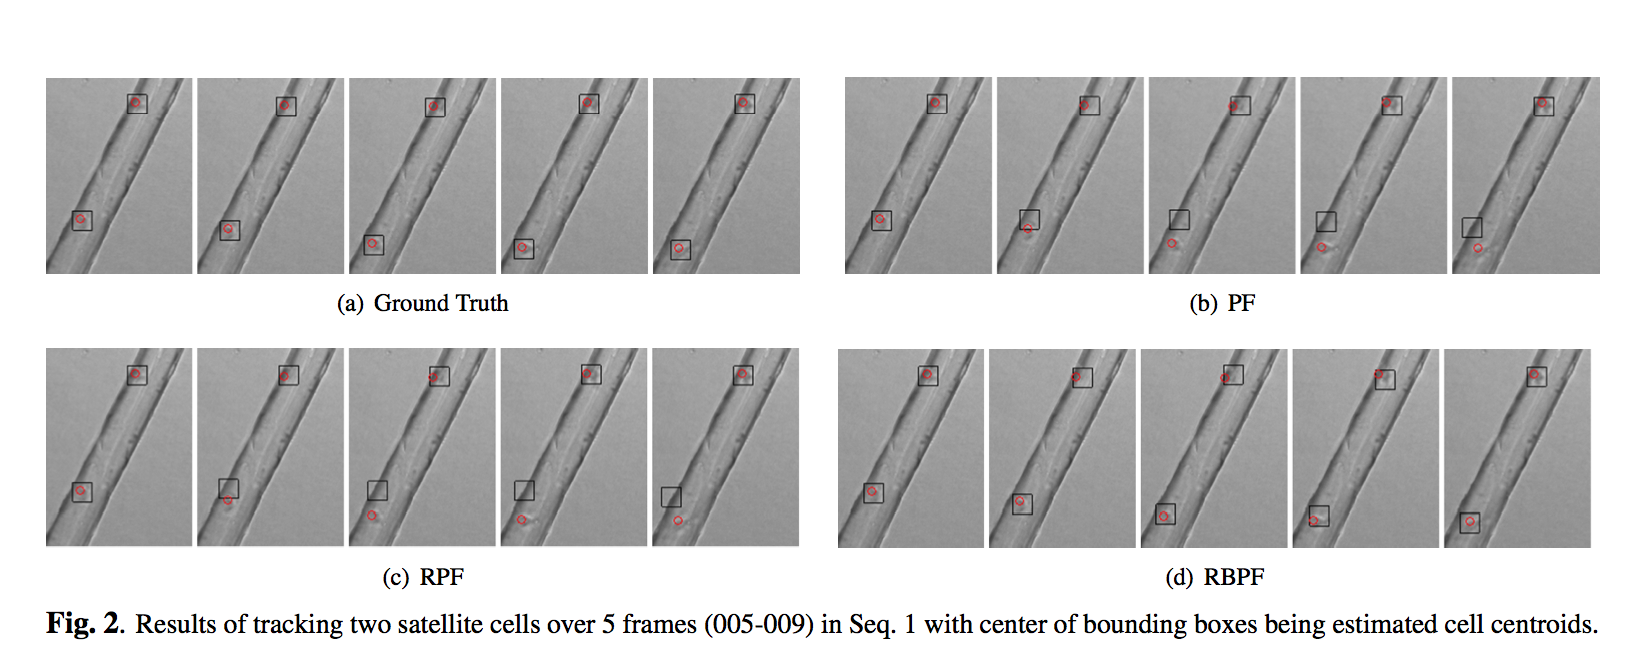 (a) Ground Truth
(b) PF
(c) RPF
(d) RBPF
Fig. 2. Results of tracking two satellite cells over 5 frames (005-009) in Seq. 1 with center of bounding boxes being estimated cell centroids.